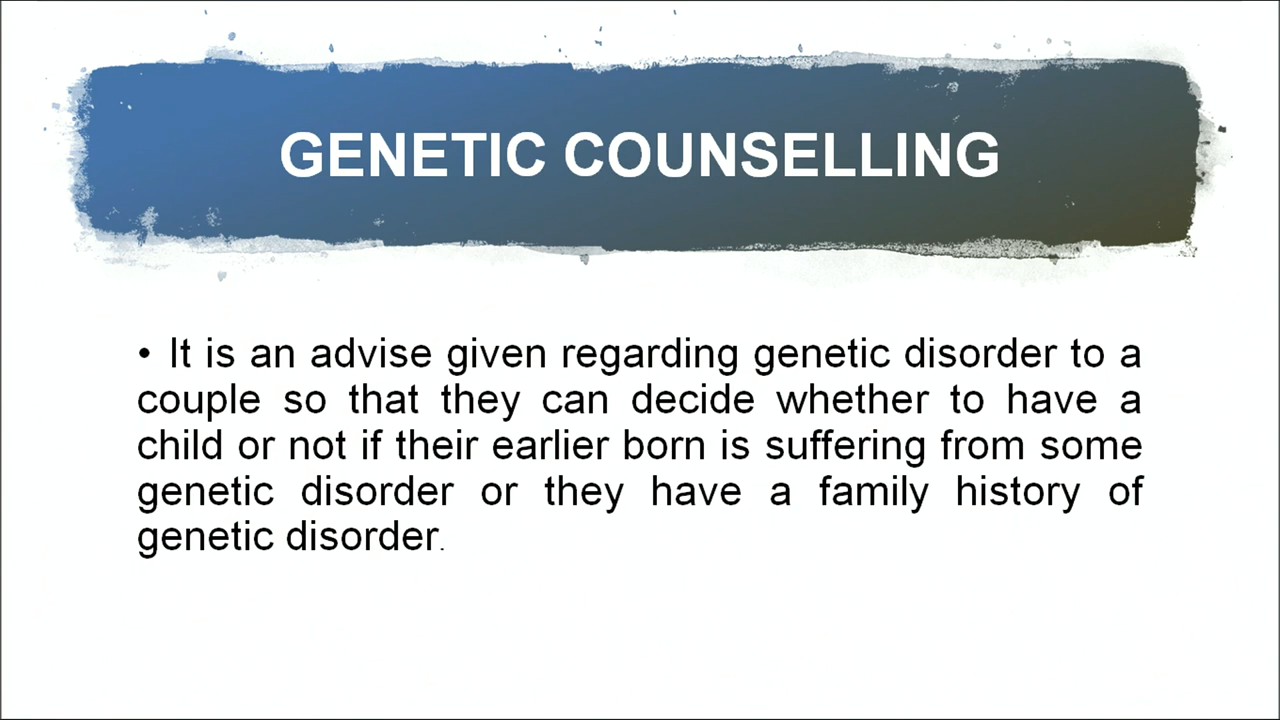 GENETIC COUNSELLING
• It is an advise given regarding genetic disorder to a
couple so that they can decide whether to have a
child or not if their earlier born is suffering from some
genetic disorder or they have a family history of
genetic disorder.